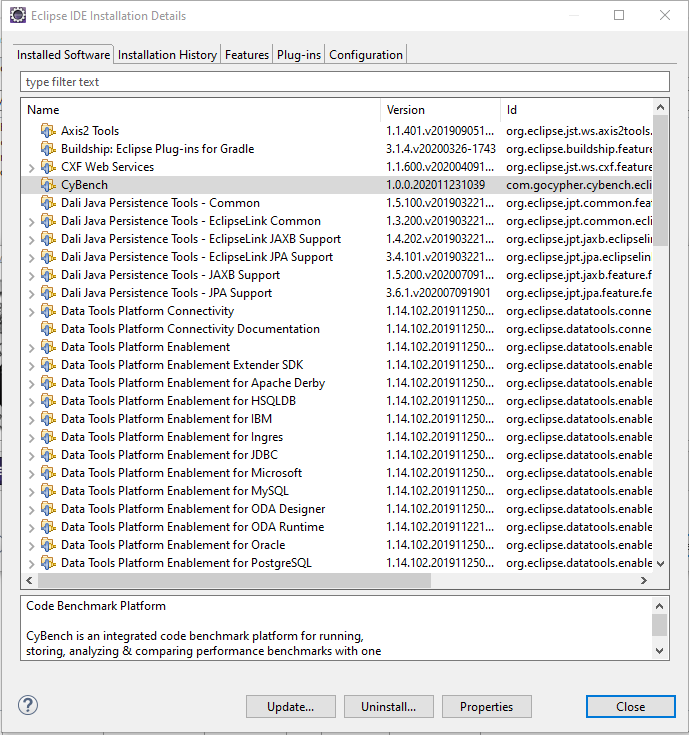 Eclipse IDE Installation Details
Installed Software Installation History Features Plug-ins Configuration
type filter text
Name Version Id
Axis2 Tools 1.1.401.v201909051... org.eclipse.jst.ws.axis2tools.
Buildship: Eclipse Plug-ins for Gradle 3.1.4.v20200326-1743 org.eclipse.buildship.feature
CXF Web Services 1.1.600.v202004091... org.eclipse.jst.ws.cxf.feature
CyBench 1.0.0.202011231039 com.gocypher.cybench.ecli
Dali Java Persistence Tools - Common 1.5.100.v201903221... org.eclipse.jpt.common.fea
Dali Java Persistence Tools - EclipseLink Common 1.3.200.v201903221... org.eclipse.jpt.common.ecl
Dali Java Persistence Tools - EclipseLink JAXB Support 1.4.202.v201903221... org.eclipse.jpt.jaxb.eclipselin
Dali Java Persistence Tools - EclipseLink JPA Support 3.4.101.v201903221... org.eclipse.jpt.jpa.eclipselin
Dali Java Persistence Tools - JAXB Support 1.5.200.v202007091... org.eclipse.jpt.jaxb.feature.f
Dali Java Persistence Tools - JPA Support 3.6.1.v202007091901 org.eclipse.jpt.jpa.feature.fe
Data Tools Platform Connectivity 1.14.102.201911250... org.eclipse.datatools.conne
Data Tools Platform Connectivity Documentation 1.14.102.201911250... org.eclipse.datatools.conne
Data Tools Platform Enablement 1.14.102.201911250... org.eclipse.datatools.enable
Data Tools Platform Enablement Extender SDK 1.14.102.201911250... org.eclipse.datatools.enable
Data Tools Platform Enablement for Apache Derby 1.14.102.201911250... org.eclipse.datatools.enable
Data Tools Platform Enablement for HSQLDB 1.14.102.201911250... org.eclipse.datatools.enable
Data Tools Platform Enablement for IBM 1.14.102.201911250... org.eclipse.datatools.enable
Data Tools Platform Enablement for Ingres 1.14.102.201911250... org.eclipse.datatools.enable
Data Tools Platform Enablement for JDBC 1.14.102.201911250... org.eclipse.datatools.enable
Data Tools Platform Enablement for Microsoft 1.14.102.201911250... org.eclipse.datatools.enable
Data Tools Platform Enablement for MySQL 1.14.102.201911250... org.eclipse.datatools.enable
Data Tools Platform Enablement for ODA Designer 1.14.102.201911250... org.eclipse.datatools.enable
Data Tools Platform Enablement for ODA Runtime 1.14.102.201911221... org.eclipse.datatools.enable
Data Tools Platform Enablement for Oracle 1.14.102.201911250... org.eclipse.datatools.enable
Data Tools Platform Enablement for PostgreSQL 1.14.102.201911250... org.eclipse.datatools.enable
Code Benchmark Platform
CyBench is an integrated code benchmark platform for running,
storing, analyzing & comparing performance benchmarks with one
? Update... Uninstall... Properties Close